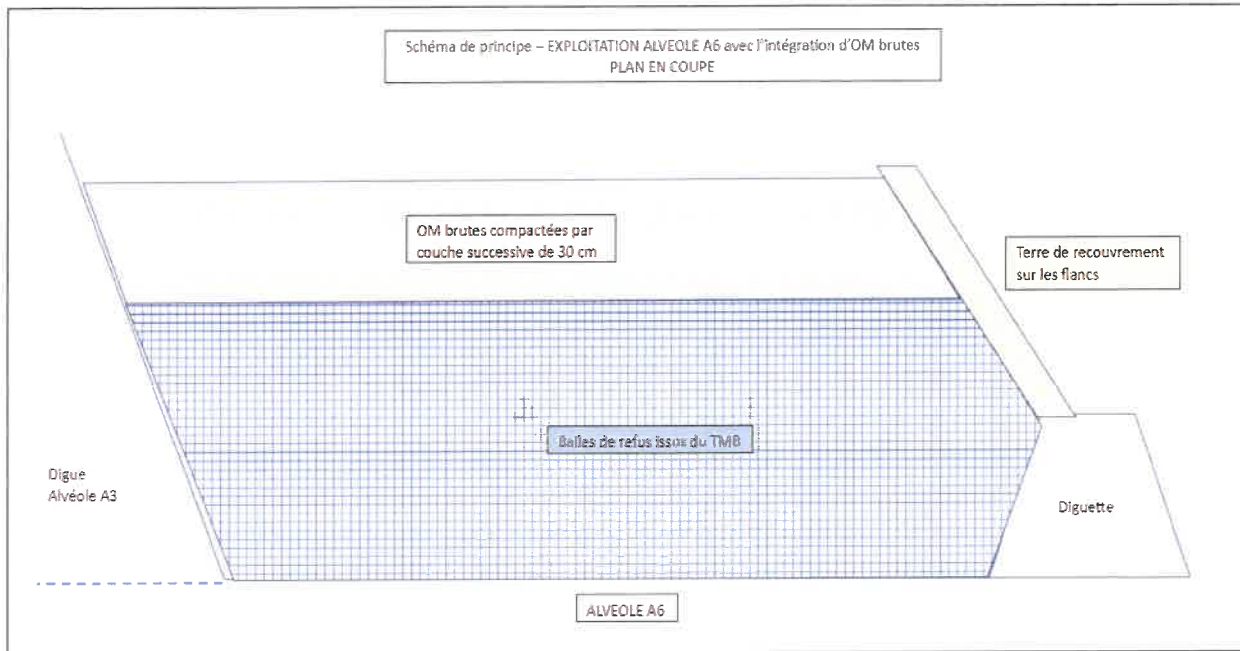 Schéma de principe – EXPLOITATION ALVEOLE A6 avec l'intégration d'OM brutes
PLAN EN COUPE
OM brutes compactées par
couche successive de 30 cm
Terre de recouvrement
sur les flancs
Balles de refus issus du TMB
Digue
Alvéole A3
Diguette
ALVEOLE A6